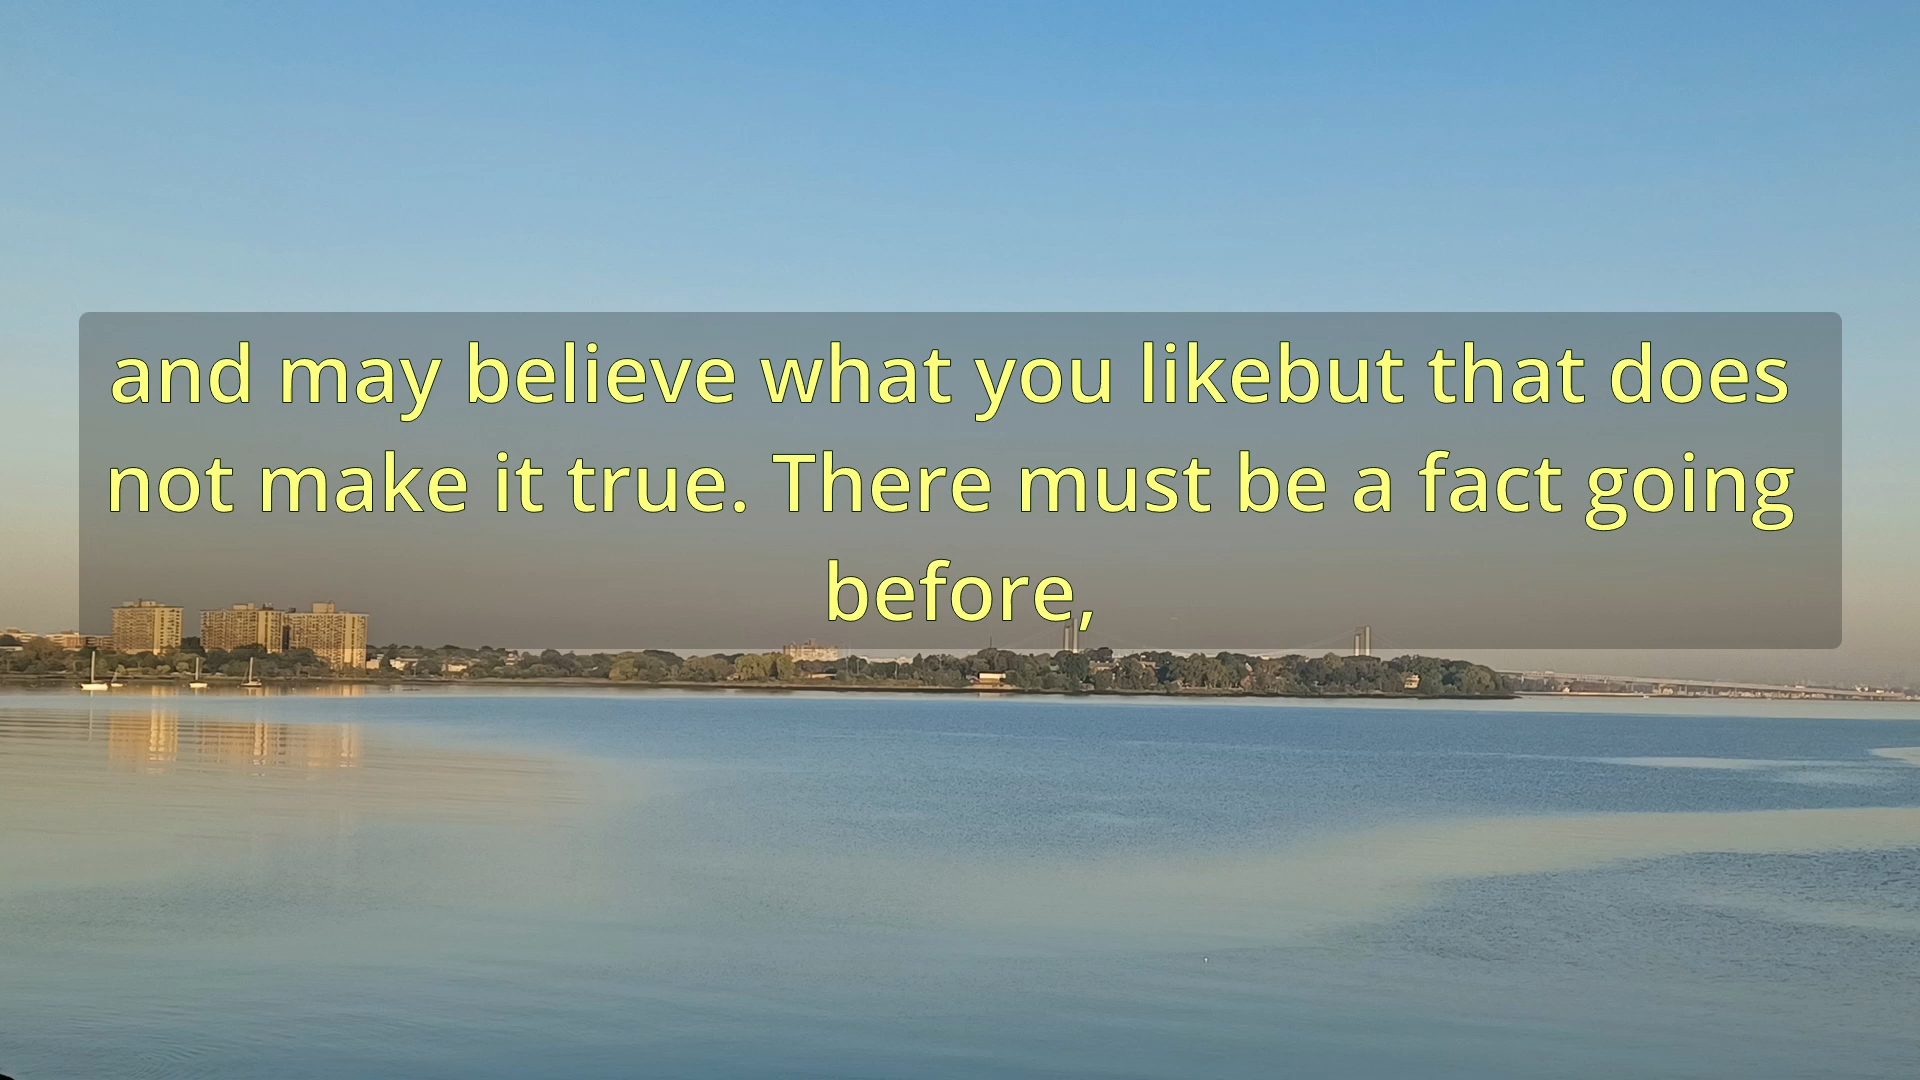 and may believe what you likebut that does
not make it true. There must be a fact going
before,